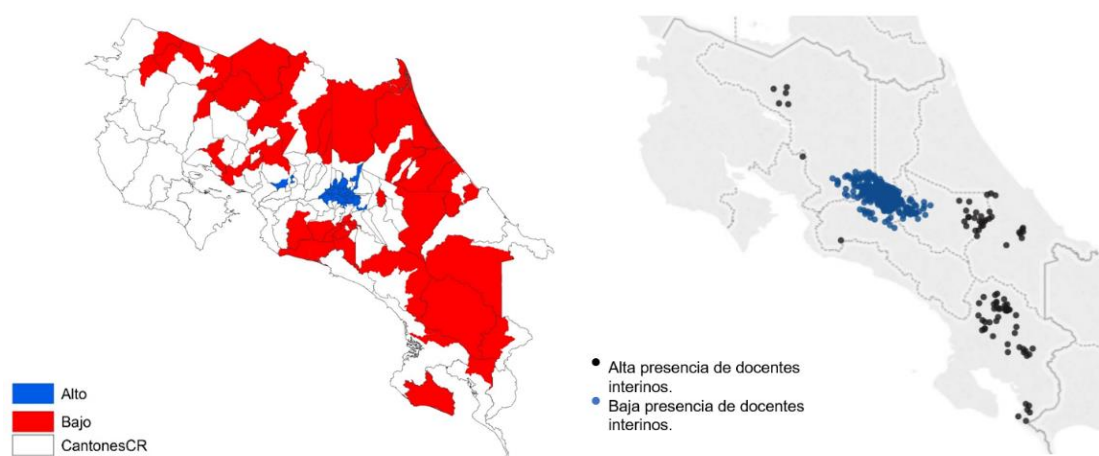 Alto
Bajo
CantonesCR
Alta presencia de docentes
interinos.
Baja presencia de docentes
interinos.